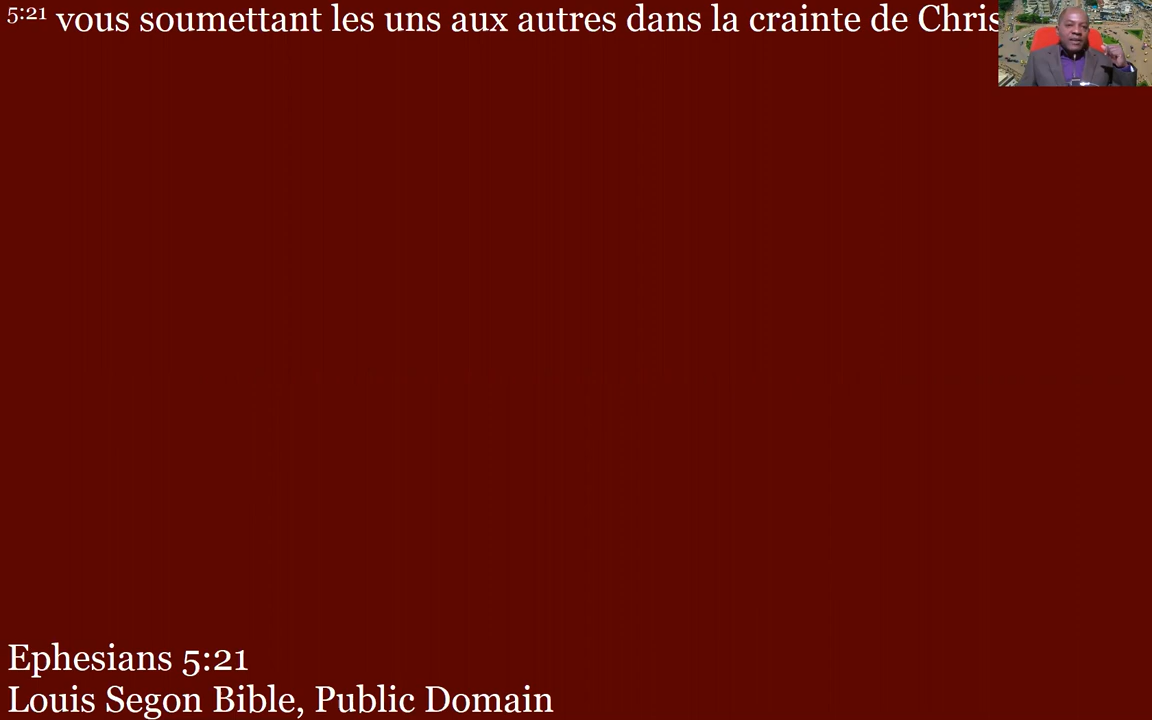 5:21 vous soumettant les uns aux autres dans la crainte de Chris
Ephesians 5:21
Louis Segon Bible, Public Domain